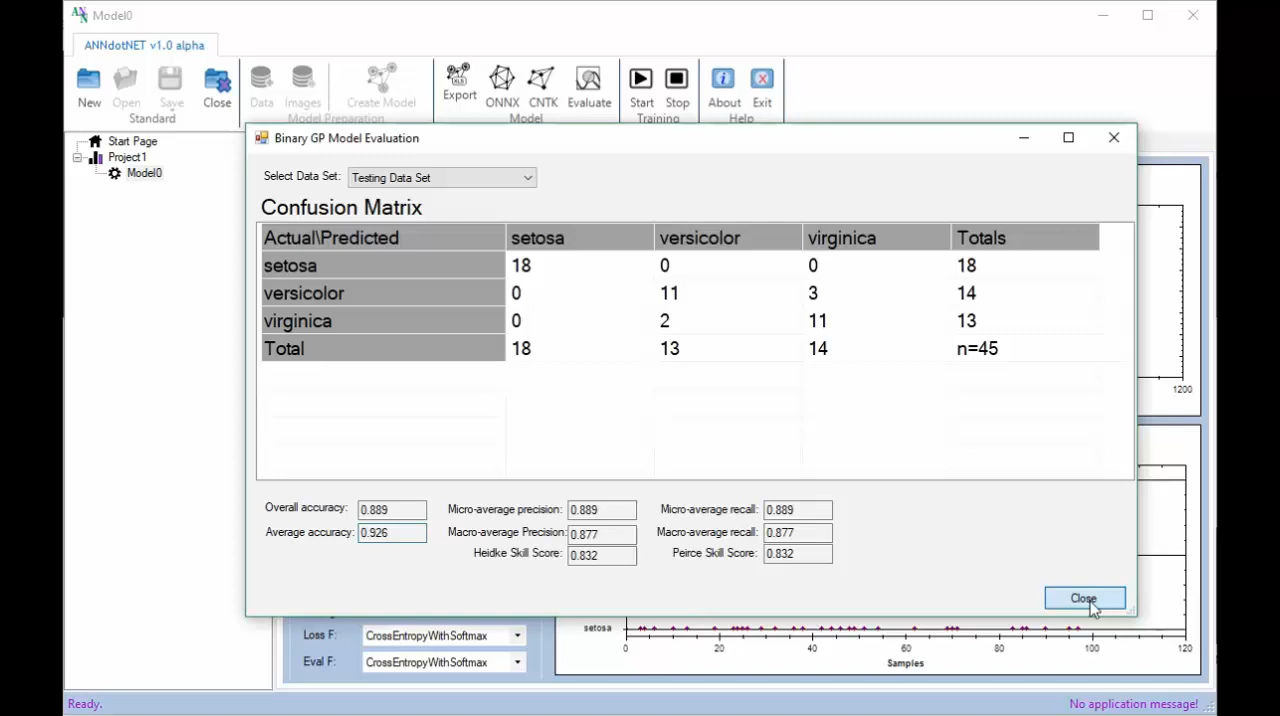 Model0
ANNdotNET v1.0 alpha
New Open Save Close Data Images Create Model Export ONNX CNTK Evaluate Start Stop About Exit
Standard Model Preparation Model Training Help
Start Page
Project1
Model0
Binary GP Model Evaluation
Select Data Set: Testing Data Set
Confusion Matrix
Actual\Predicted setosa versicolor virginica Totals
setosa 18 0 0 18
versicolor 0 11 3 14
virginica 0 2 11 13
Total 18 13 14 n=45
1200
Overall accuracy: 0.889 Micro-average precision: 0.889 Micro-average recall: 0.889
Average accuracy: 0.926 Macro-average Precision: 0.877 Macro-average recall: 0.877
Heidke Skill Score: 0.832 Peirce Skill Score: 0.832
Close
Loss F: CrossEntropyWithSoftmax
Eval F: CrossEntropyWithSoftmax
setosa
0 20 40 60 80 100 120
Samples
Ready. No application message!